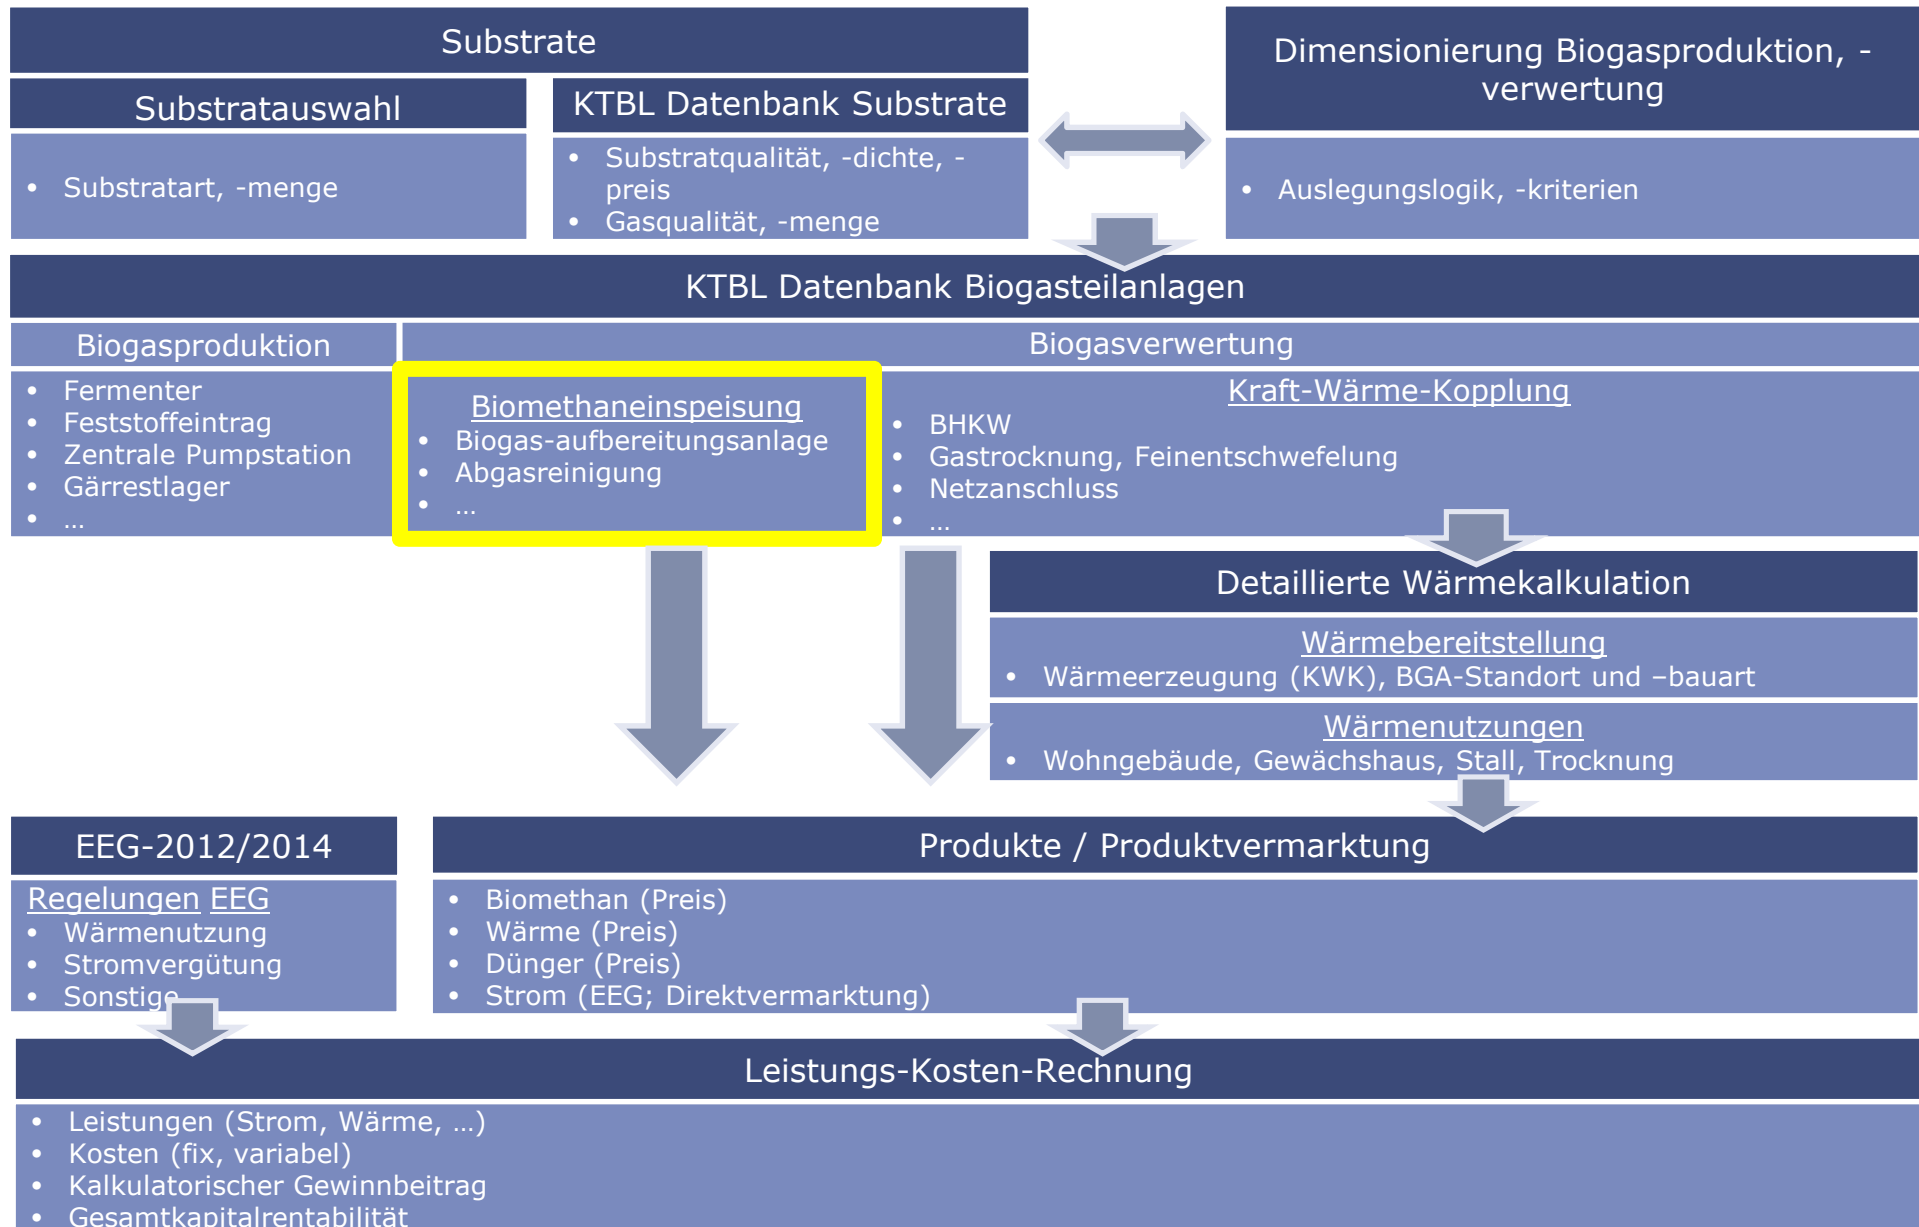 Substrate
Substratauswahl
• Substratart, -menge
KTBL Datenbank Substrate
• Substratqualität, -dichte, -
preis
• Gasqualität, -menge
Dimensionierung Biogasproduktion, -
verwertung
• Auslegungslogik, -kriterien
KTBL Datenbank Biogasteilanlagen
Biogasproduktion
• Fermenter
• Feststoffeintrag
• Zentrale Pumpstation
• Gärrestlager
• …
Biogasverwertung
Biomethaneinspeisung
• Biogas-aufbereitungsanlage
• Abgasreinigung
• …
Kraft-Wärme-Kopplung
• BHKW
• Gastrocknung, Feinentschwefelung
• Netzanschluss
• …
Detaillierte Wärmekalkulation
Wärmebereitstellung
• Wärmeerzeugung (KWK), BGA-Standort und –bauart
Wärmenutzungen
• Wohngebäude, Gewächshaus, Stall, Trocknung
EEG-2012/2014
Regelungen EEG
• Wärmenutzung
• Stromvergütung
• Sonstige
Produkte / Produktvermarktung
• Biomethan (Preis)
• Wärme (Preis)
• Dünger (Preis)
• Strom (EEG; Direktvermarktung)
Leistungs-Kosten-Rechnung
• Leistungen (Strom, Wärme, …)
• Kosten (fix, variabel)
• Kalkulatorischer Gewinnbeitrag
• Gesamtkapitalrentabilität